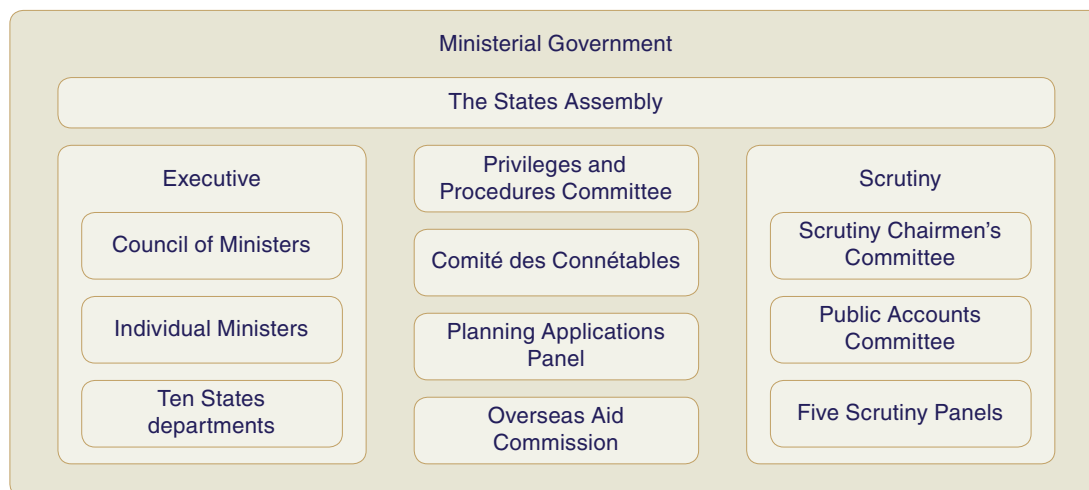 Ministerial Government
The States Assembly
Executive
Council of Ministers
Individual Ministers
Ten States
departments
Privileges and
Procedures Committee
Comité des Connétables
Planning Applications
Panel
Overseas Aid
Commission
Scrutiny
Scrutiny Chairmen's
Committee
Public Accounts
Committee
Five Scrutiny Panels